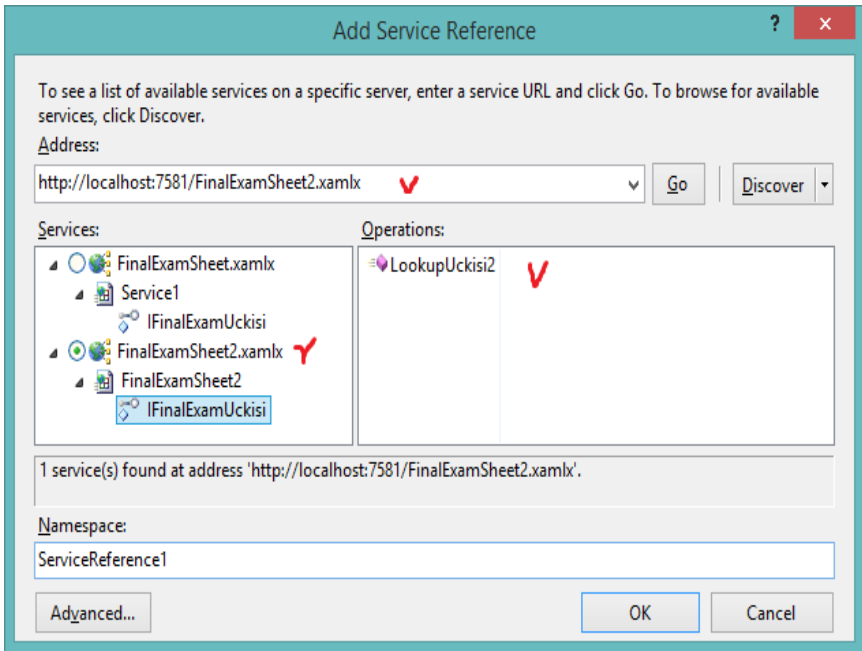 Add Service Reference
?
x
To see a list of available services on a specific server, enter a service URL and click Go. To browse for available
services, click Discover.
Address:
http://localhost:7581/FinalExamSheet2.xamlx
Go
Discover
Services:
Operations:
FinalExamSheet.xamlx
Service1
IFinalExamUckisi
FinalExamSheet2.xamlx
FinalExamSheet2
IFinalExamUckisi
LookupUckisi2
1 service(s) found at address 'http://localhost:7581/FinalExamSheet2.xamlx'.
Namespace:
ServiceReference1
Advanced...
OK
Cancel